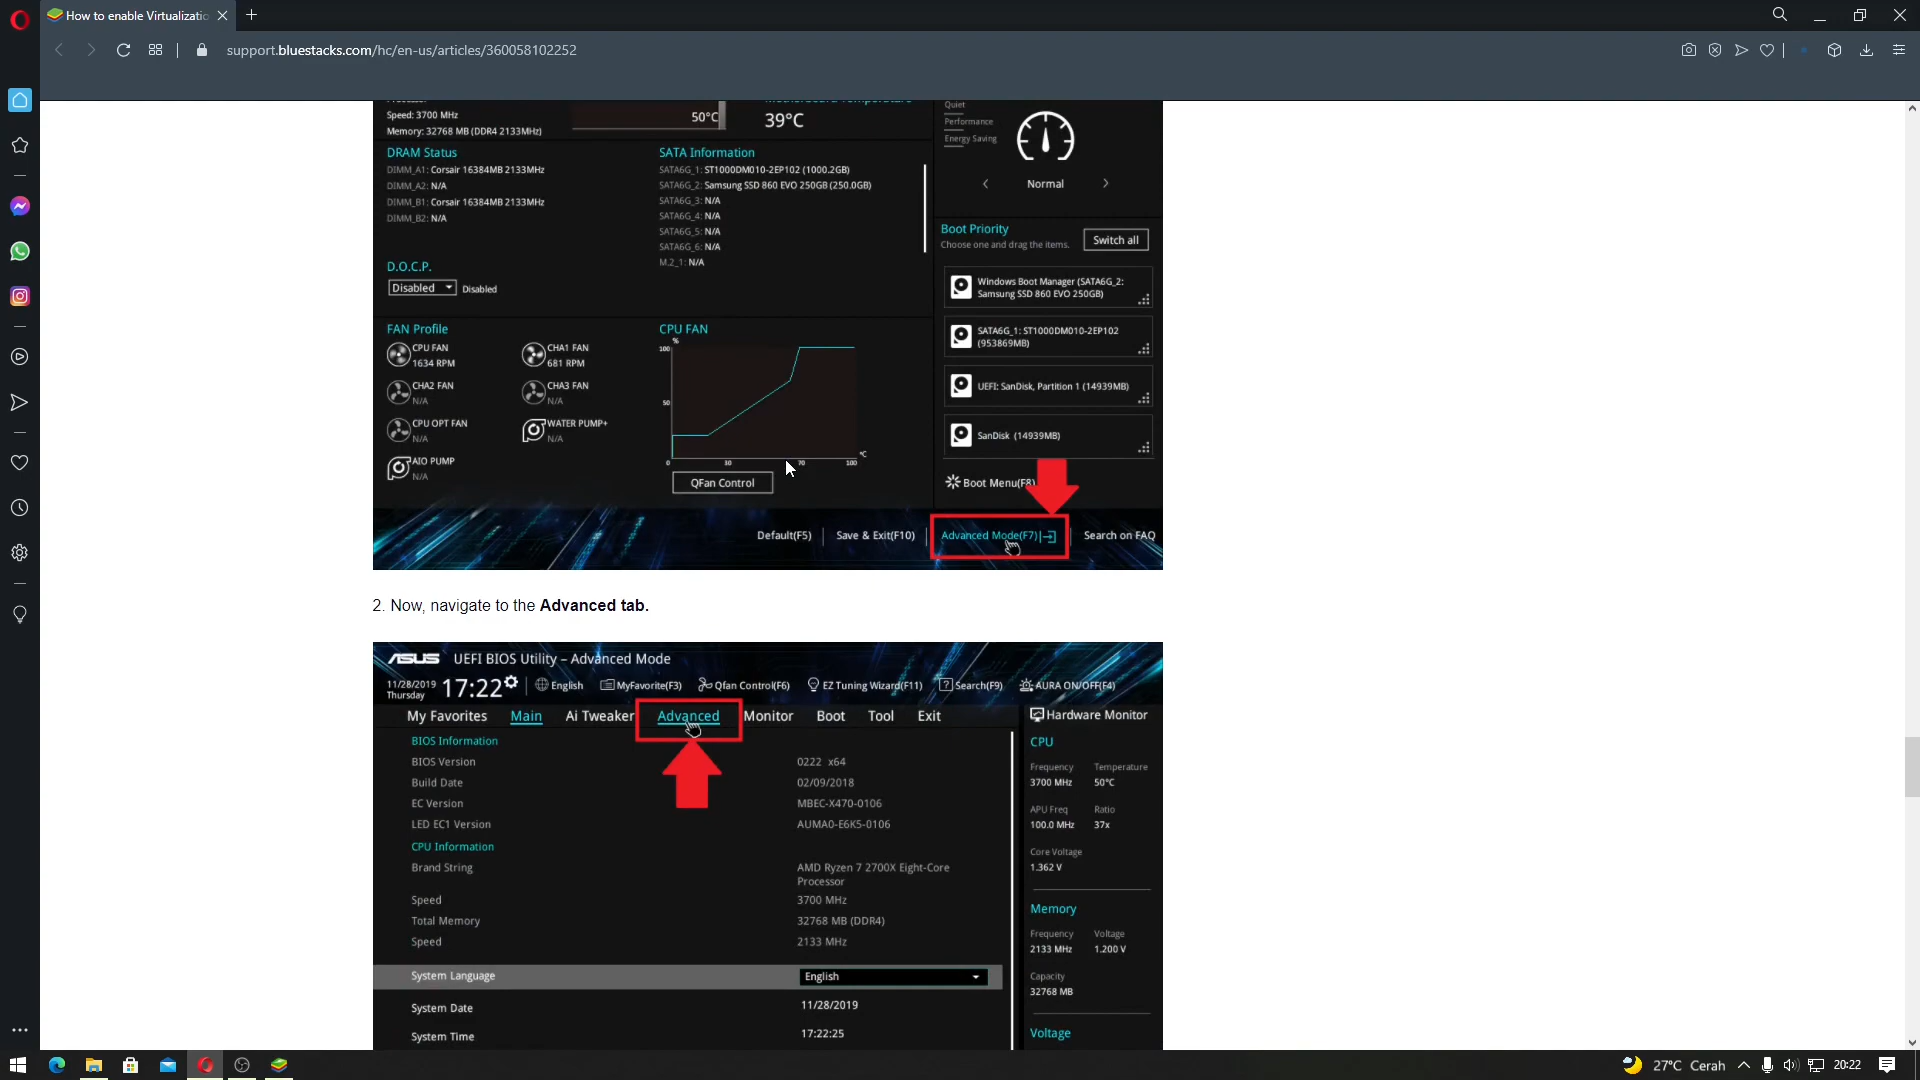 How to enable Virtualizatio
support.bluestacks.com/hc/en-us/articles/360058102252
Speed: 3700 MHz
Memory: 32768 MB (DDR4 2133MHz)
50°C
39°C
Quiet
Performance
Energy Saving
Normal
DRAM Status
DIMM_A1: Corsair 16384MB 2133MHz
DIMM_A2: N/A
DIMM_B1: Corsair 16384MB 2133MHz
DIMM_B2: N/A
SATA Information
SATA6G_1: ST1000DM010-2EP102 (1000.2GB)
SATA6G_2: Samsung SSD 860 EVO 250GB (250.0GB)
SATA6G_3: N/A
SATA6G_4: N/A
SATA6G_5: N/A
SATA6G_6: N/A
M.2_1: N/A
D.O.C.P.
Disabled Disabled
Boot Priority
Choose one and drag the items.
Switch all
Windows Boot Manager (SATA6G_2:
Samsung SSD 860 EVO 250GB)
SATA6G_1: ST1000DM010-2EP102
(953869MB)
UEFI: SanDisk, Partition 1 (14939MB)
SanDisk (14939MB)
Boot Menu(F8)
FAN Profile
CPU FAN
1634 RPM
CHA1 FAN
681 RPM
CHA2 FAN
N/A
CHA3 FAN
N/A
CPU OPT FAN
N/A
WATER PUMP+
N/A
AIO PUMP
N/A
CPU FAN
%
100
50
0 30 70 100
°C
QFan Control
Default(F5) Save & Exit(F10) Advanced Mode(F7) Search on FAQ
2. Now, navigate to the Advanced tab.
ASUS UEFI BIOS Utility – Advanced Mode
11/28/2019
Thursday
17:22
English MyFavorite(F3) Qfan Control(F6) EZ Tuning Wizard(F11) Search(F9) AURA ON/OFF(F4)
My Favorites Main Ai Tweaker Advanced Monitor Boot Tool Exit
BIOS Information
BIOS Version 0222 x64
Build Date 02/09/2018
EC Version MBEC-X470-0106
LED EC1 Version AUMA0-E6K5-0106
CPU Information
Brand String AMD Ryzen 7 2700X Eight-Core
Processor
Speed 3700 MHz
Total Memory 32768 MB (DDR4)
Speed 2133 MHz
System Language English
System Date 11/28/2019
System Time 17:22:25
Hardware Monitor
CPU
Frequency Temperature
3700 MHz 50°C
APU Freq Ratio
100.0 MHz 37x
Core Voltage
1.362 V
Memory
Frequency Voltage
2133 MHz 1.200 V
Capacity
32768 MB
Voltage
27°C Cerah
20:22